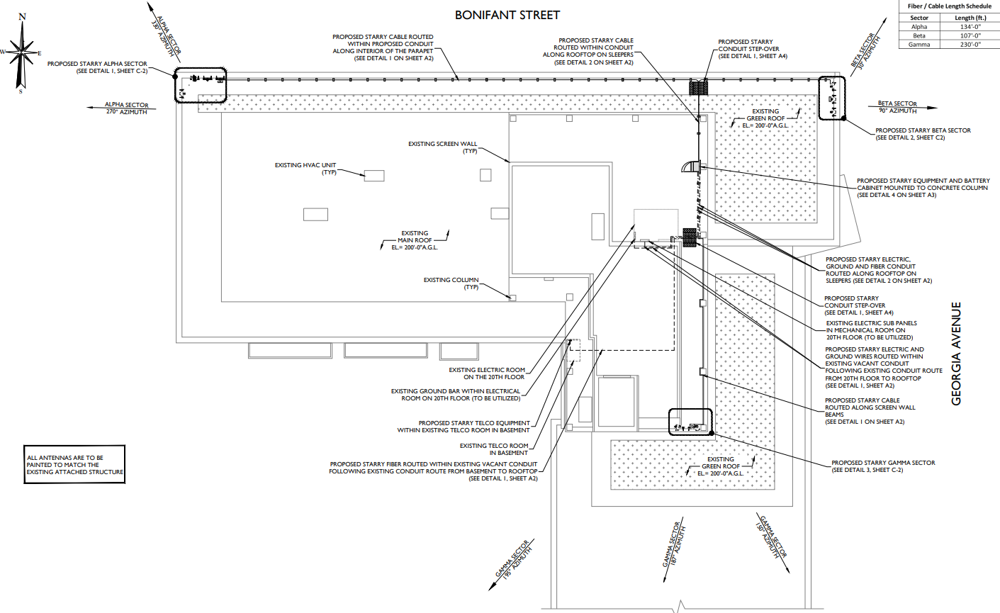 BONIFANT STREET
Fiber / Cable Length Schedule
Sector Length (ft.)
Alpha 134'-0"
Beta 107'-0"
Gamma 230'-0"
N
W E
S
ALPHA SECTOR
330° AZIMUTH
PROPOSED STARRY ALPHA SECTOR
(SEE DETAIL 1, SHEET C-2)
ALPHA SECTOR
270° AZIMUTH
PROPOSED STARRY CABLE ROUTED
WITHIN PROPOSED CONDUIT
ALONG INTERIOR OF THE PARAPET
(SEE DETAIL 1 ON SHEET A2)
PROPOSED STARRY CABLE
ROUTED WITHIN CONDUIT
ALONG ROOFTOP ON SLEEPERS
(SEE DETAIL 2 ON SHEET A2)
PROPOSED STARRY
CONDUIT STEP-OVER
(SEE DETAIL 1, SHEET A4)
BETA SECTOR
30° AZIMUTH
BETA SECTOR
90° AZIMUTH
PROPOSED STARRY BETA SECTOR
(SEE DETAIL 2, SHEET C2)
EXISTING
GREEN ROOF
EL.= 200'-0"A.G.L.
EXISTING SCREEN WALL
(TYP)
EXISTING HVAC UNIT
(TYP)
PROPOSED STARRY EQUIPMENT AND BATTERY
CABINET MOUNTED TO CONCRETE COLUMN
(SEE DETAIL 4 ON SHEET A3)
EXISTING
MAIN ROOF
EL.= 200'-0"A.G.L.
EXISTING COLUMN
(TYP)
PROPOSED STARRY ELECTRIC,
GROUND AND FIBER CONDUIT
ROUTED ALONG ROOFTOP ON
SLEEPERS (SEE DETAIL 2 ON SHEET A2)
PROPOSED STARRY
CONDUIT STEP-OVER
(SEE DETAIL 1, SHEET A4)
EXISTING ELECTRIC SUB PANELS
IN MECHANICAL ROOM ON
20TH FLOOR (TO BE UTILIZED)
PROPOSED STARRY ELECTRIC AND
GROUND WIRES ROUTED WITHIN
EXISTING VACANT CONDUIT
FOLLOWING EXISTING CONDUIT ROUTE
FROM 20TH FLOOR TO ROOFTOP
(SEE DETAIL 1, SHEET A2)
PROPOSED STARRY CABLE
ROUTED ALONG SCREEN WALL
BEAMS
(SEE DETAIL 1 ON SHEET A2)
GEORGIA AVENUE
EXISTING ELECTRIC ROOM
ON THE 20TH FLOOR
EXISTING GROUND BAR WITHIN ELECTRICAL
ROOM ON 20TH FLOOR (TO BE UTILIZED)
PROPOSED STARRY TELCO EQUIPMENT
WITHIN EXISTING TELCO ROOM IN BASEMENT
EXISTING TELCO ROOM
IN BASEMENT
PROPOSED STARRY FIBER ROUTED WITHIN EXISTING VACANT CONDUIT
FOLLOWING EXISTING CONDUIT ROUTE FROM BASEMENT TO ROOFTOP
(SEE DETAIL 1, SHEET A2)
EXISTING
GREEN ROOF
EL.= 200'-0"A.G.L.
PROPOSED STARRY GAMMA SECTOR
(SEE DETAIL 3, SHEET C-2)
ALL ANTENNAS ARE TO BE
PAINTED TO MATCH THE
EXISTING ATTACHED STRUCTURE
GAMMA SECTOR
195° AZIMUTH
GAMMA SECTOR
187° AZIMUTH
GAMMA SECTOR
150° AZIMUTH